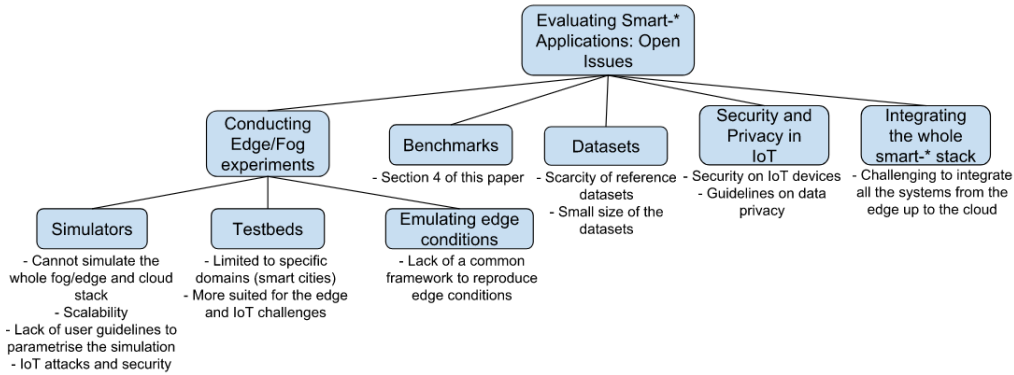 Evaluating Smart-*
Applications: Open
Issues
Conducting
Edge/Fog
experiments
Benchmarks
- Section 4 of this paper
Datasets
- Scarcity of reference
datasets
- Small size of the
datasets
Security and
Privacy in
IoT
- Security on IoT devices
- Guidelines on data
privacy
Integrating
the whole
smart-* stack
- Challenging to integrate
all the systems from the
edge up to the cloud
Simulators
- Cannot simulate the
whole fog/edge and cloud
stack
- Scalability
- Lack of user guidelines to
parametrise the simulation
- IoT attacks and security
Testbeds
- Limited to specific
domains (smart cities)
- More suited for the edge
and IoT challenges
Emulating edge
conditions
- Lack of a common
framework to reproduce
edge conditions